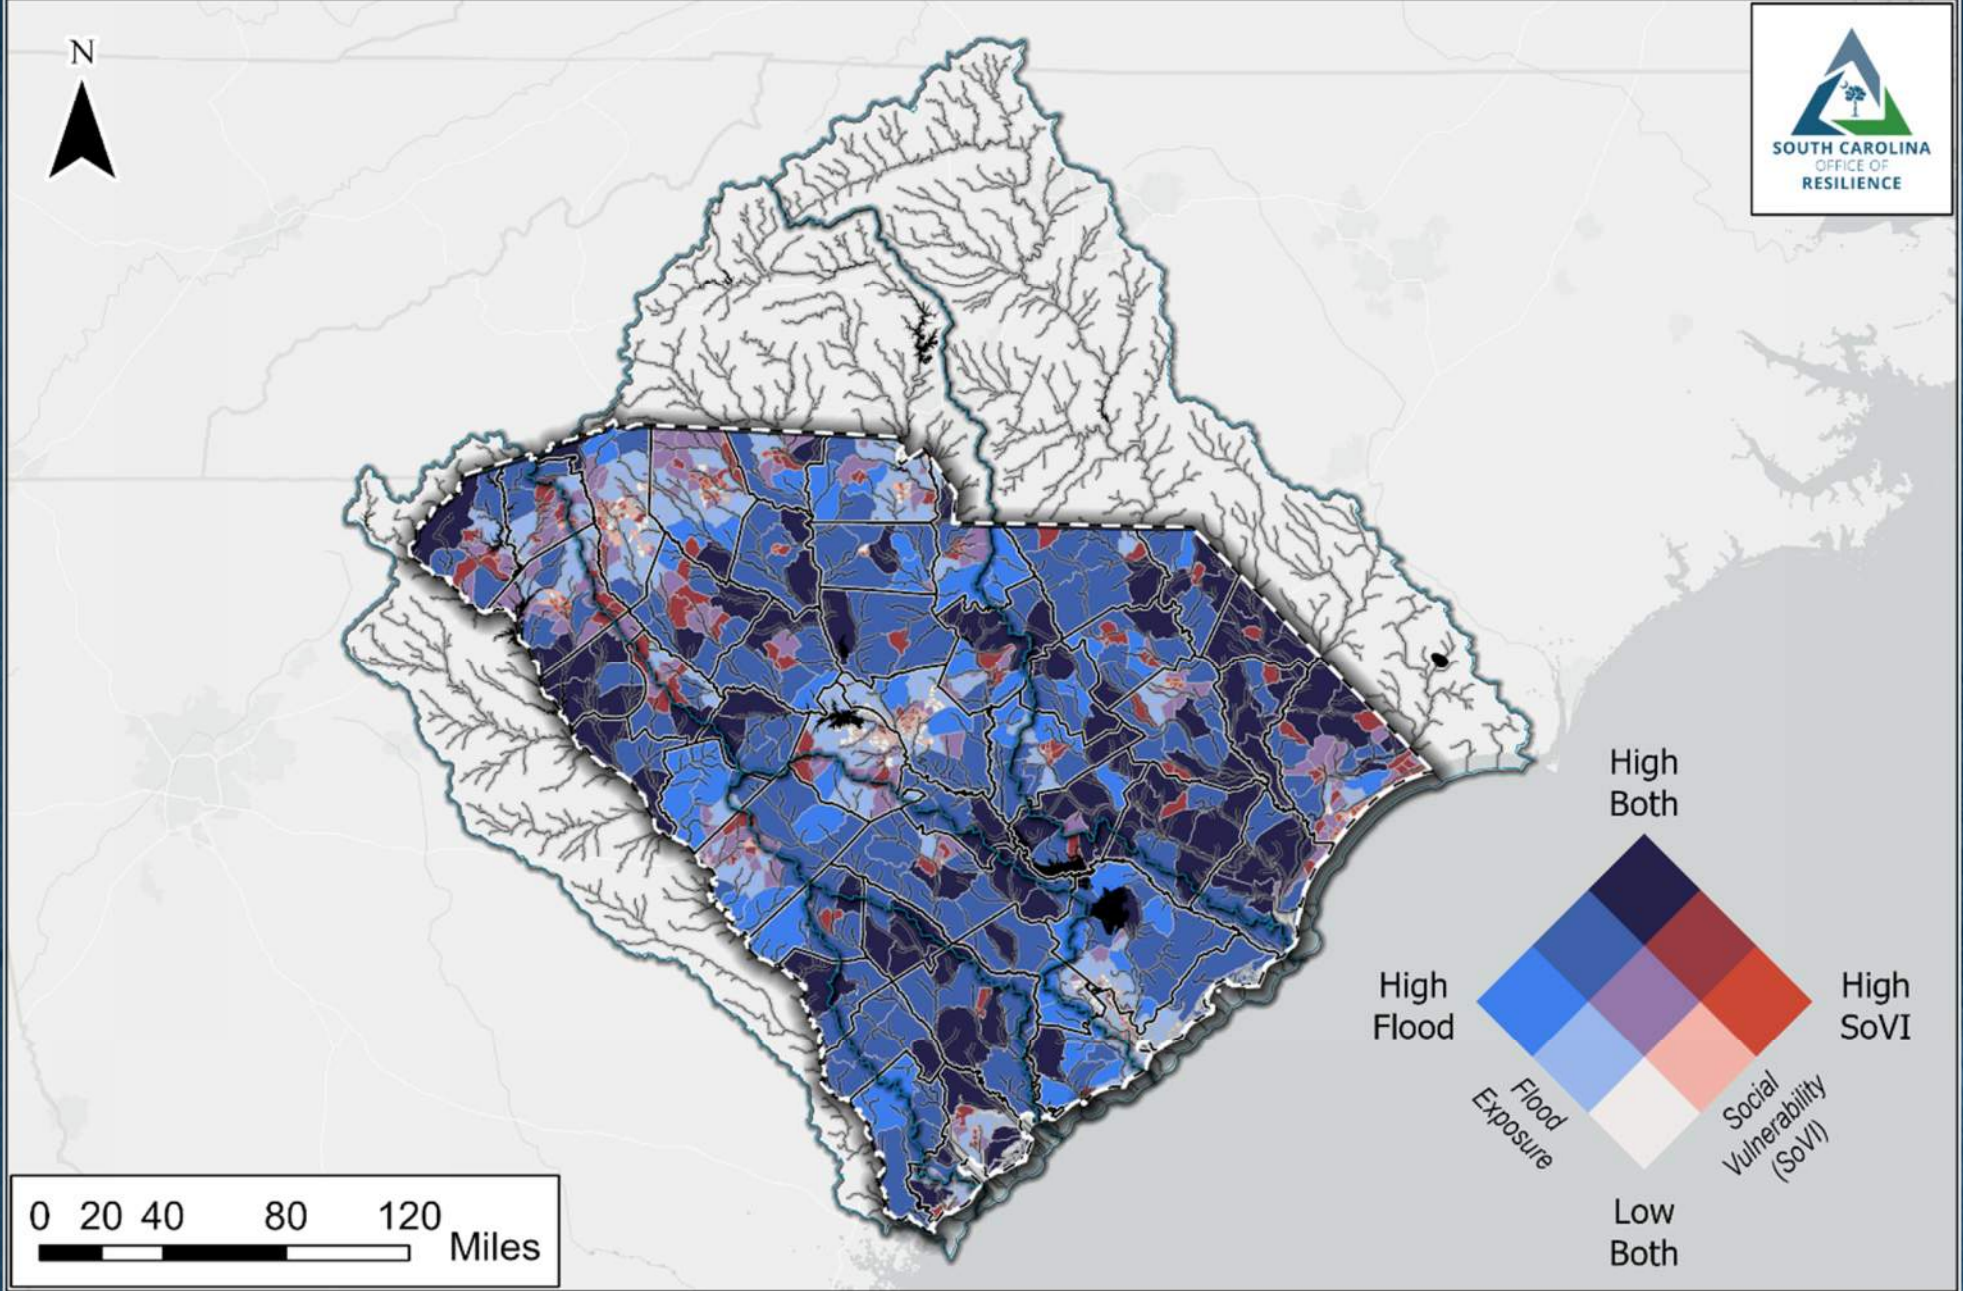 N
SOUTH CAROLINA
OFFICE OF
RESILIENCE
High
Both
High
Flood
High
SoVI
Flood
Exposure
Social
Vulnerability
(SoVI)
Low
Both
0 20 40 80 120
Miles